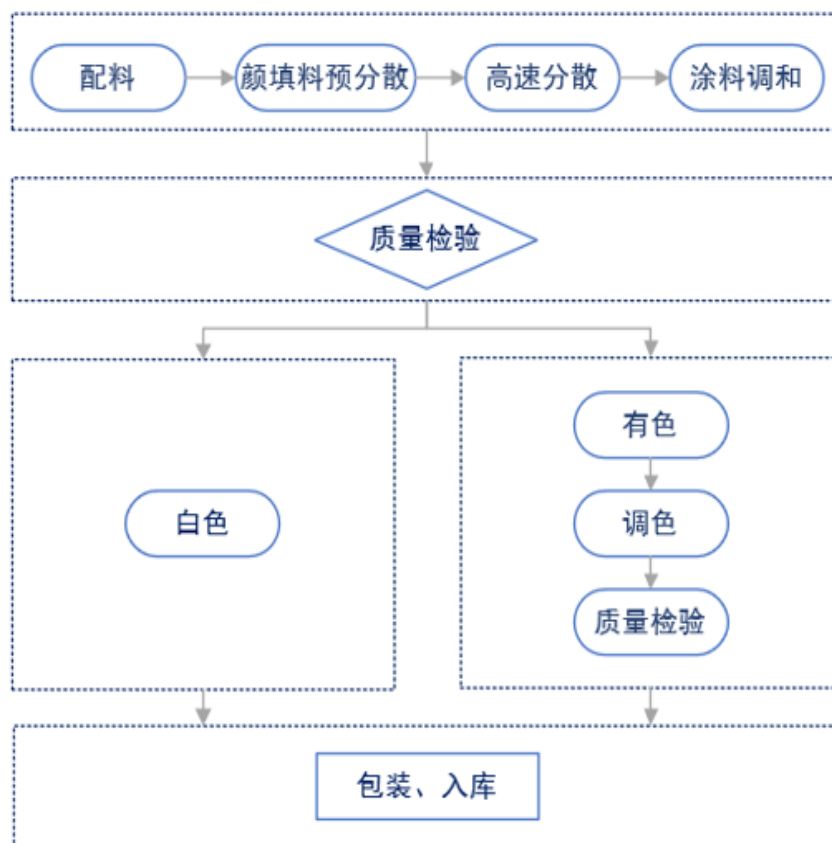 配料
颜填料预分散
高速分散
涂料调和
质量检验
白色
有色
调色
质量检验
包装、入库